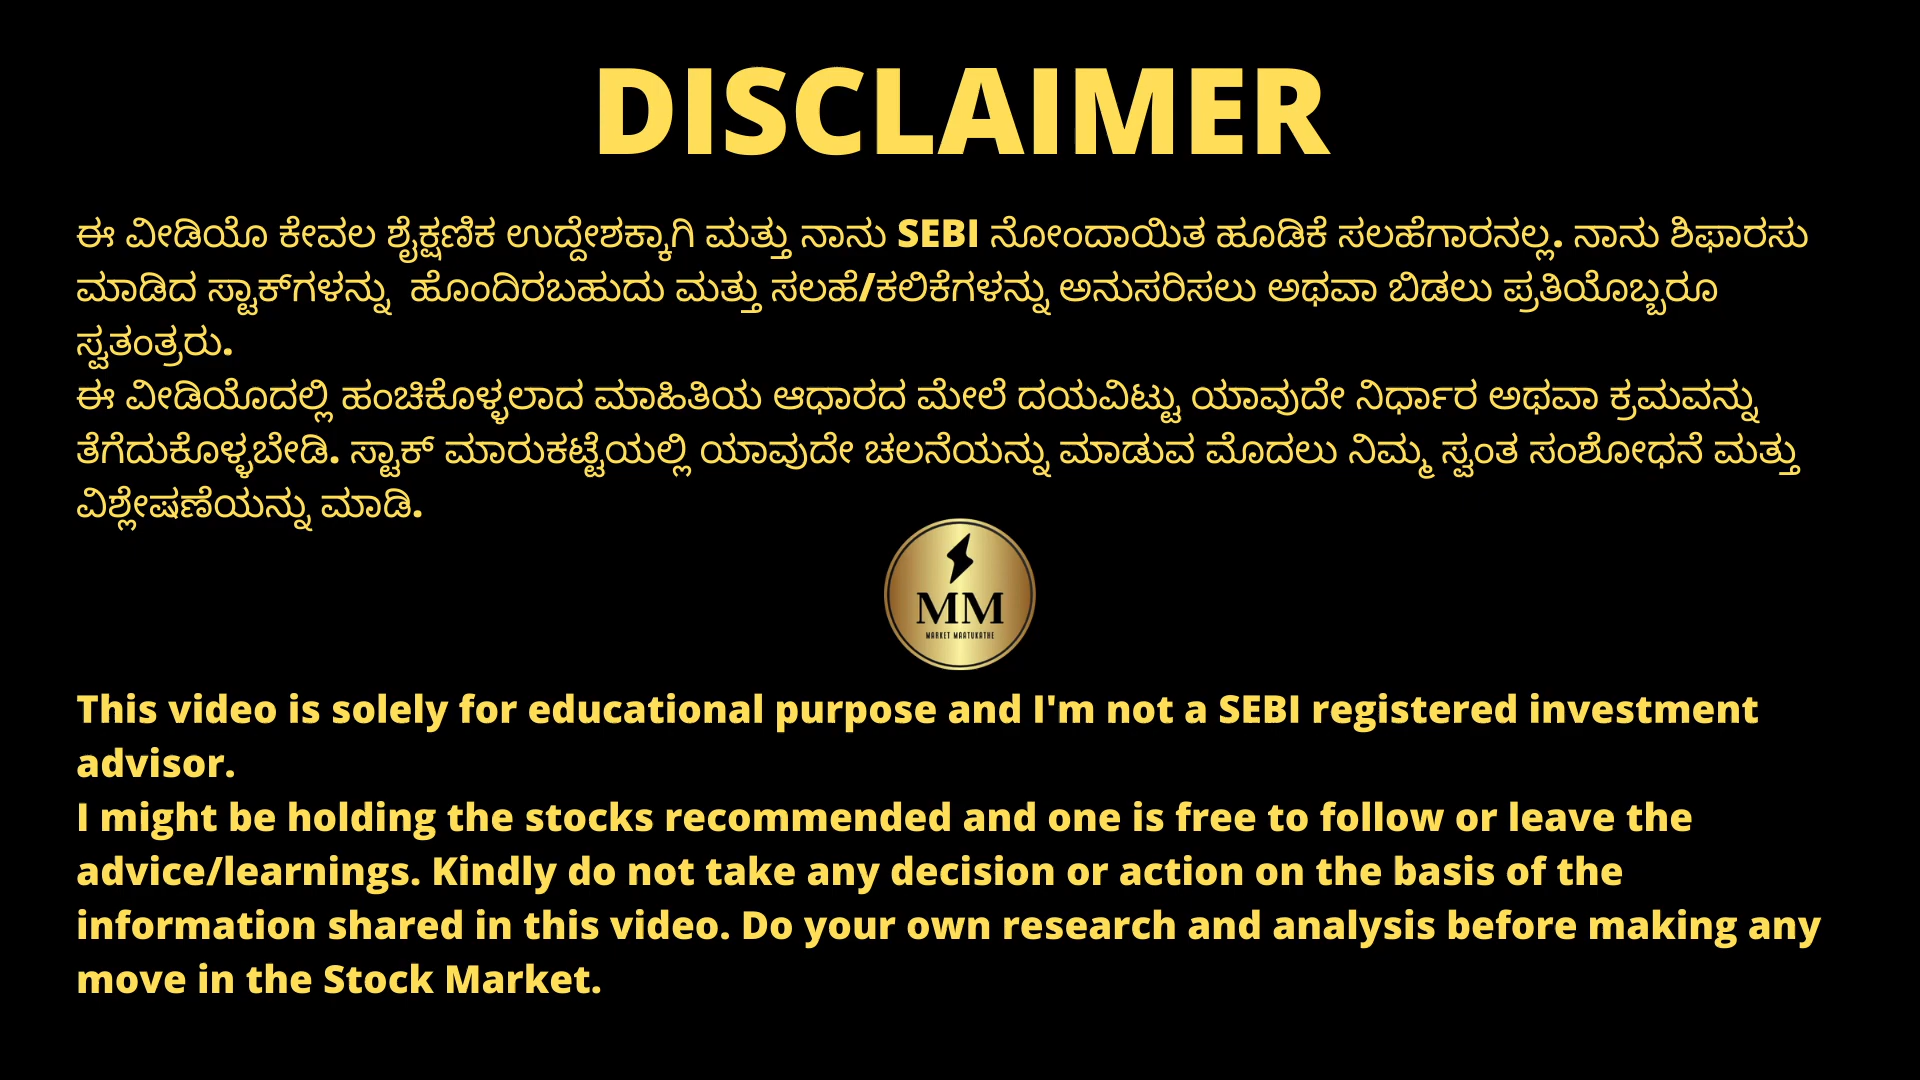 DISCLAIMER
ಈ ವೀಡಿಯೊ ಕೇವಲ ಶೈಕ್ಷಣಿಕ ಉದ್ದೇಶಕ್ಕಾಗಿ ಮತ್ತು ನಾನು SEBI ನೋಂದಾಯಿತ ಹೂಡಿಕೆ ಸಲಹೆಗಾರನಲ್ಲ. ನಾನು ಶಿಫಾರಸು
ಮಾಡಿದ ಸ್ಟಾಕ್‌ಗಳನ್ನು ಹೊಂದಿರಬಹುದು ಮತ್ತು ಸಲಹೆ/ಕಲಿಕೆಗಳನ್ನು ಅನುಸರಿಸಲು ಅಥವಾ ಬಿಡಲು ಪ್ರತಿಯೊಬ್ಬರೂ
ಸ್ವತಂತ್ರರು.
ಈ ವೀಡಿಯೊದಲ್ಲಿ ಹಂಚಿಕೊಳ್ಳಲಾದ ಮಾಹಿತಿಯ ಆಧಾರದ ಮೇಲೆ ದಯವಿಟ್ಟು ಯಾವುದೇ ನಿರ್ಧಾರ ಅಥವಾ ಕ್ರಮವನ್ನು
ತೆಗೆದುಕೊಳ್ಳಬೇಡಿ. ಸ್ಟಾಕ್ ಮಾರುಕಟ್ಟೆಯಲ್ಲಿ ಯಾವುದೇ ಚಲನೆಯನ್ನು ಮಾಡುವ ಮೊದಲು ನಿಮ್ಮ ಸ್ವಂತ ಸಂಶೋಧನೆ ಮತ್ತು
ವಿಶ್ಲೇಷಣೆಯನ್ನು ಮಾಡಿ.
MM
MARKET MAATUKATHE
This video is solely for educational purpose and I'm not a SEBI registered investment
advisor.
I might be holding the stocks recommended and one is free to follow or leave the
advice/learnings. Kindly do not take any decision or action on the basis of the
information shared in this video. Do your own research and analysis before making any
move in the Stock Market.